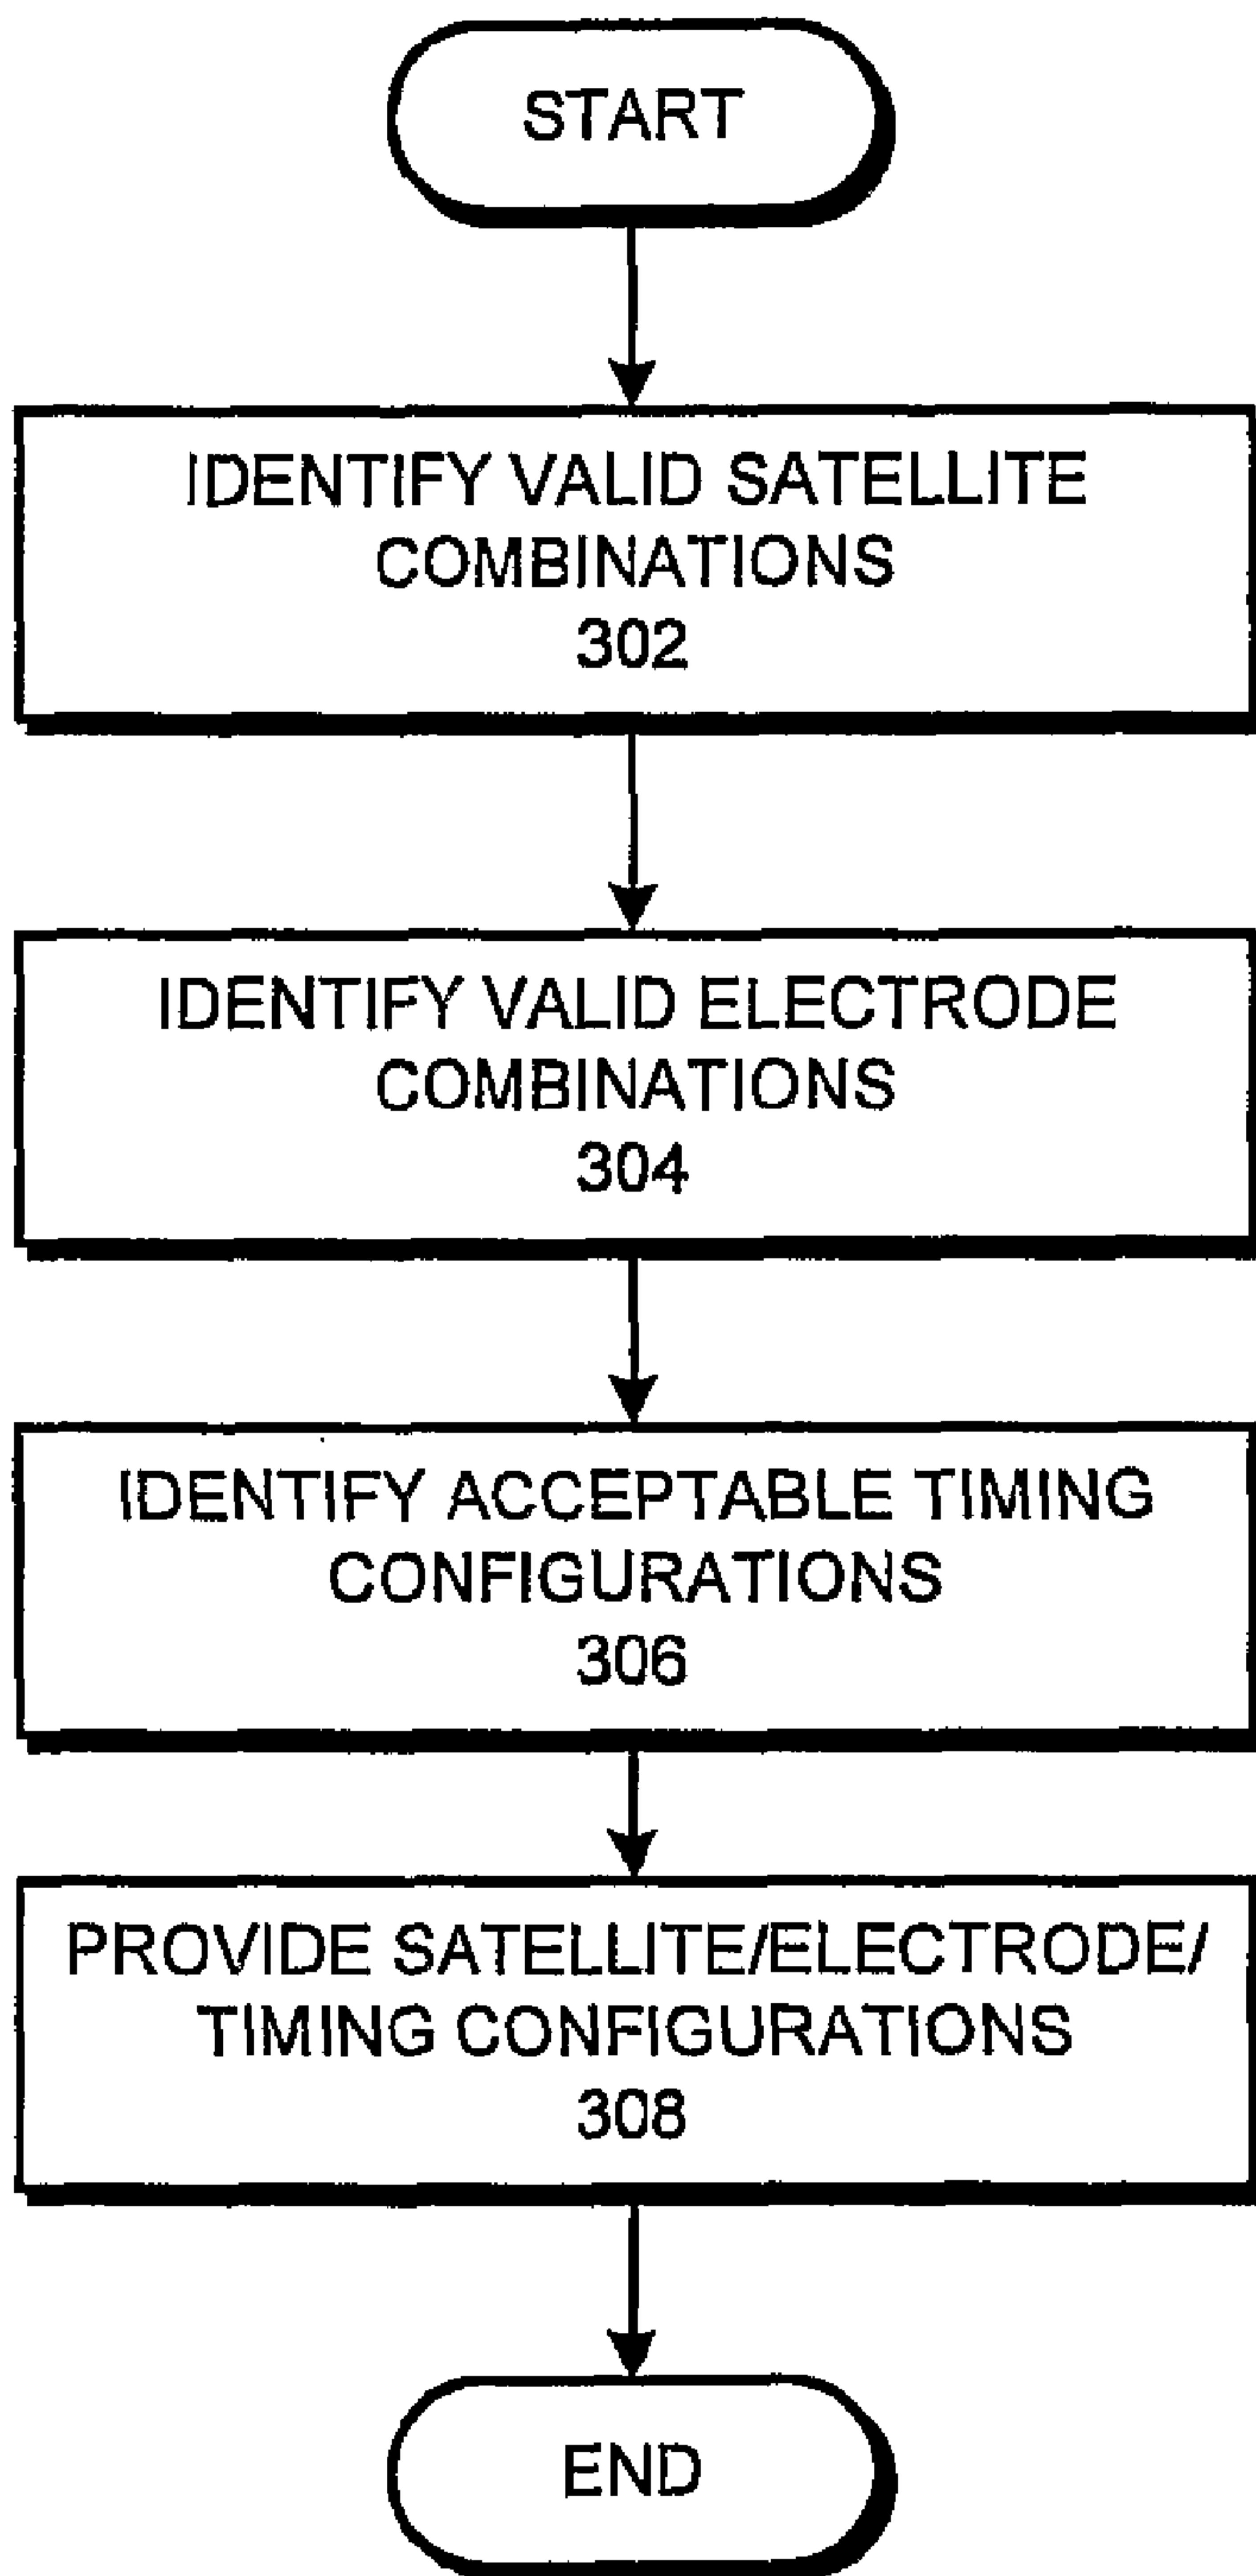 START
IDENTIFY VALID SATELLITE
COMBINATIONS
302
IDENTIFY VALID ELECTRODE
COMBINATIONS
304
IDENTIFY ACCEPTABLE TIMING
CONFIGURATIONS
306
PROVIDE SATELLITE/ELECTRODE/
TIMING CONFIGURATIONS
308
END